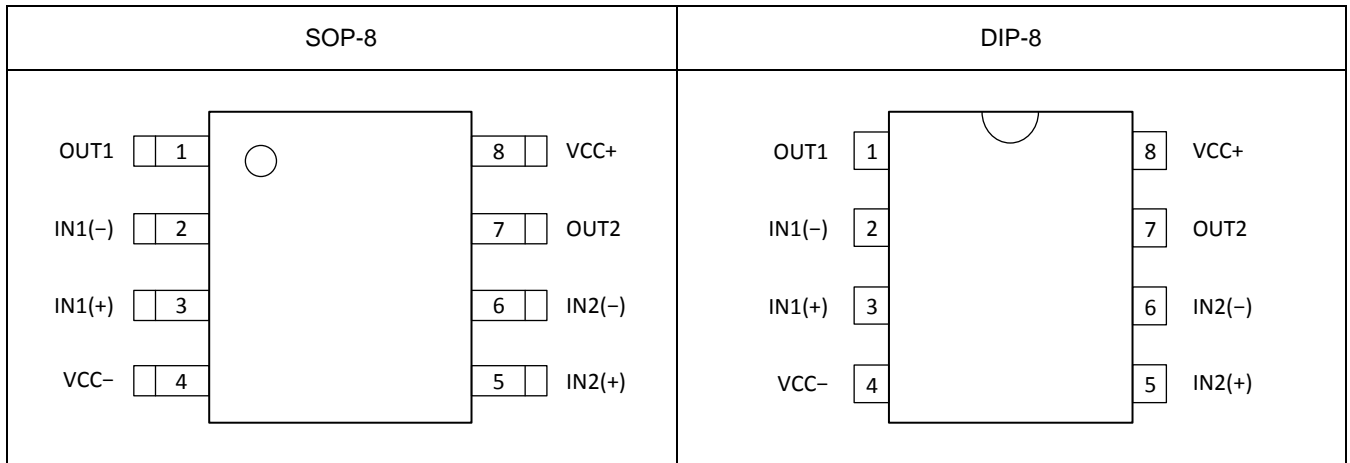 SOP-8
DIP-8
OUT1 1 8 VCC+
IN1(−) 2 7 OUT2
IN1(+) 3 6 IN2(−)
VCC− 4 5 IN2(+)
OUT1 1 8 VCC+
IN1(−) 2 7 OUT2
IN1(+) 3 6 IN2(−)
VCC− 4 5 IN2(+)